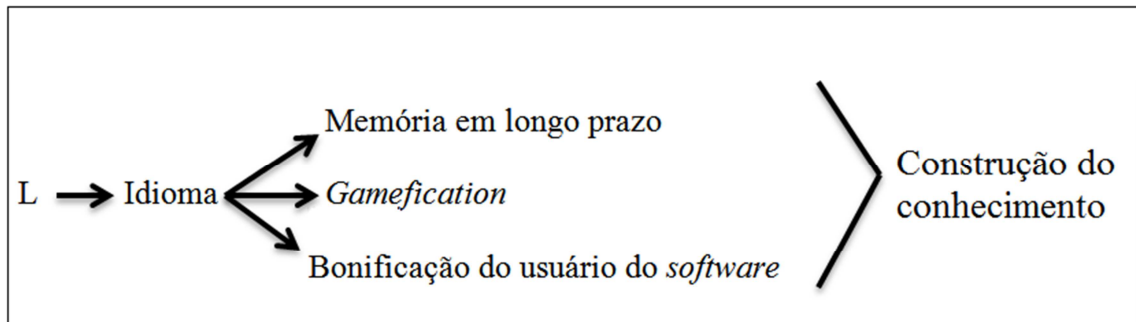 Memória em longo prazo
L
Idioma
Gamefication
Bonificação do usuário do software
Construção do
conhecimento